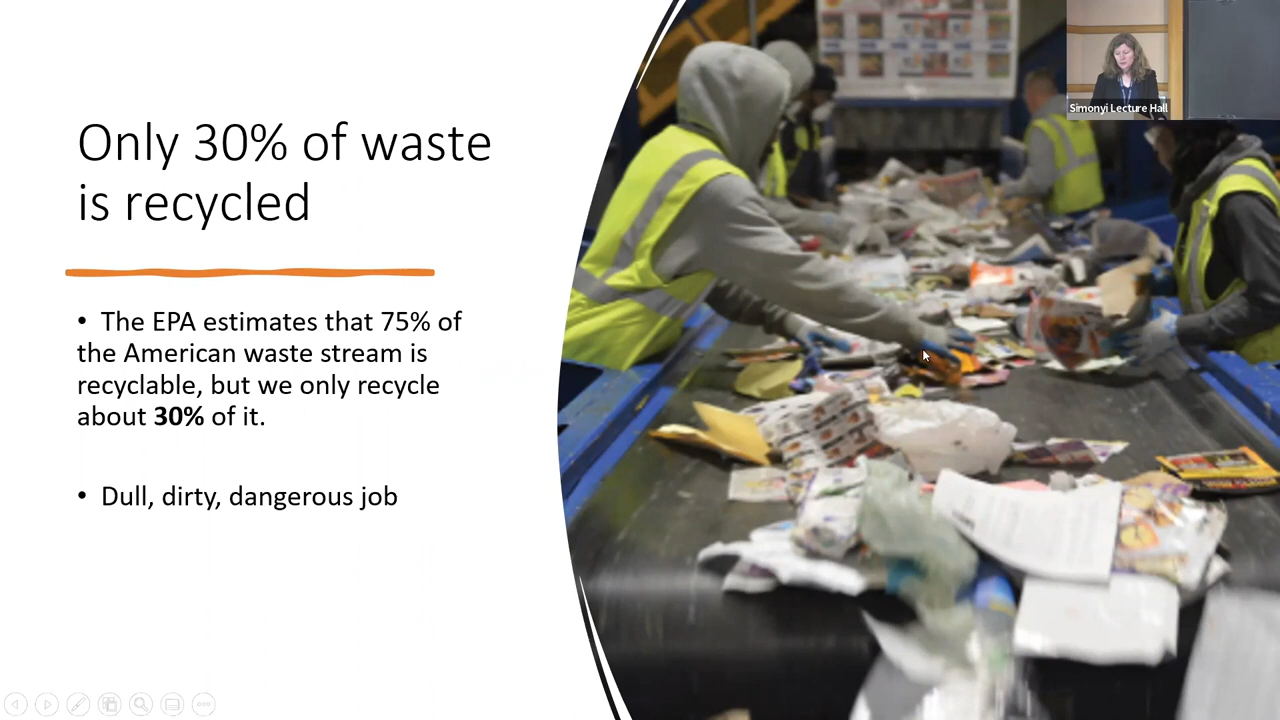 Only 30% of waste
is recycled
• The EPA estimates that 75% of
the American waste stream is
recyclable, but we only recycle
about 30% of it.
• Dull, dirty, dangerous job
Simonyi Lecture Hall